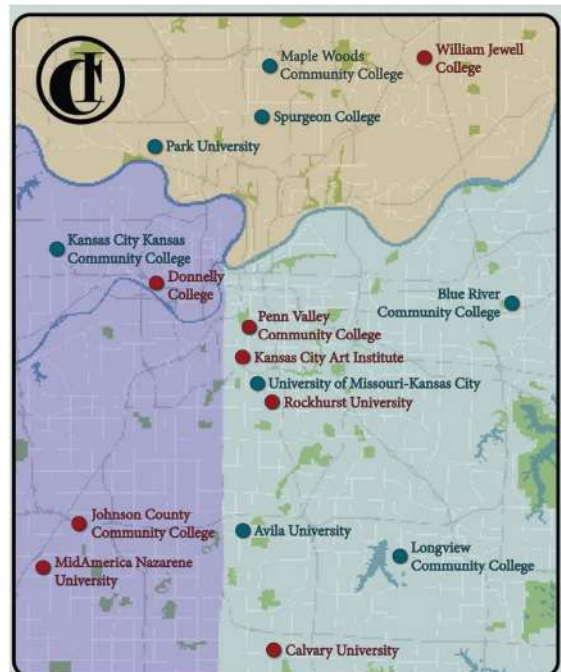 Maple Woods
Community College
William Jewell
College
Spurgeon College
Park University
Kansas City Kansas
Community College
Donnelly
College
Blue River
Community College
Penn Valley
Community College
Kansas City Art Institute
University of Missouri-Kansas City
Rockhurst University
Johnson County
Community College
Avila University
Longview
Community College
MidAmerica Nazarene
University
Calvary University